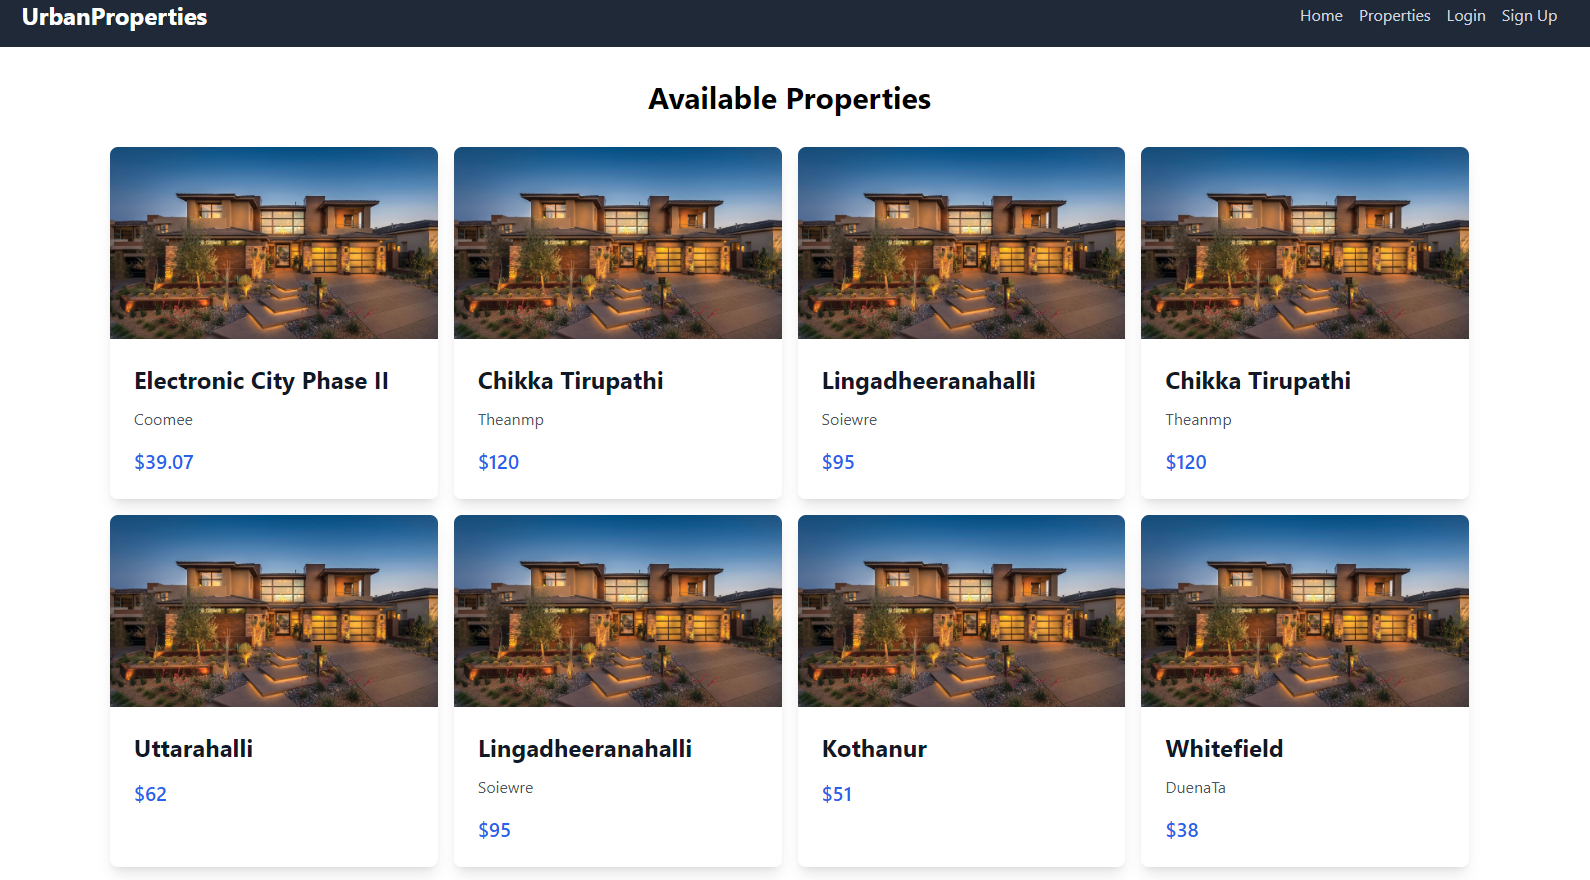 UrbanProperties
Home Properties Login Sign Up
Available Properties
Electronic City Phase II
Coomee
$39.07
Chikka Tirupathi
Theanmp
$120
Lingadheeranahalli
Soiewre
$95
Chikka Tirupathi
Theanmp
$120
Uttarahalli
$62
Lingadheeranahalli
Soiewre
$95
Kothanur
$51
Whitefield
DuenaTa
$38